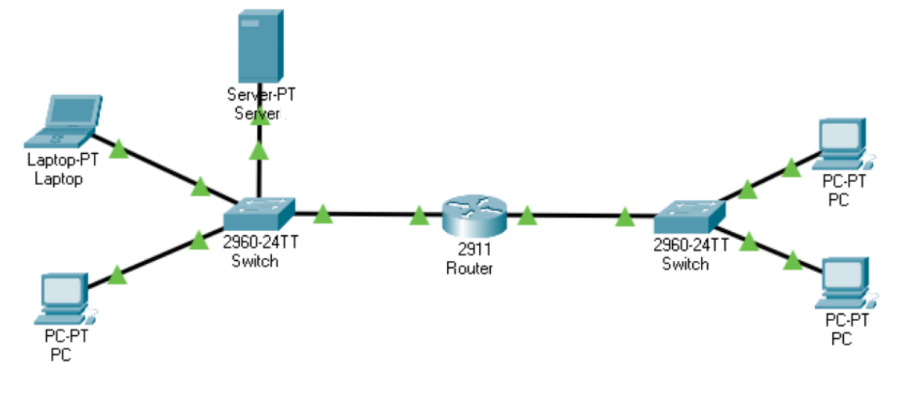 Server-PT
Server
Laptop-PT
Laptop
PC-PT
PC
2960-24TT
Switch
2911
Router
2960-24TT
Switch
PC-PT
PC
PC-PT
PC